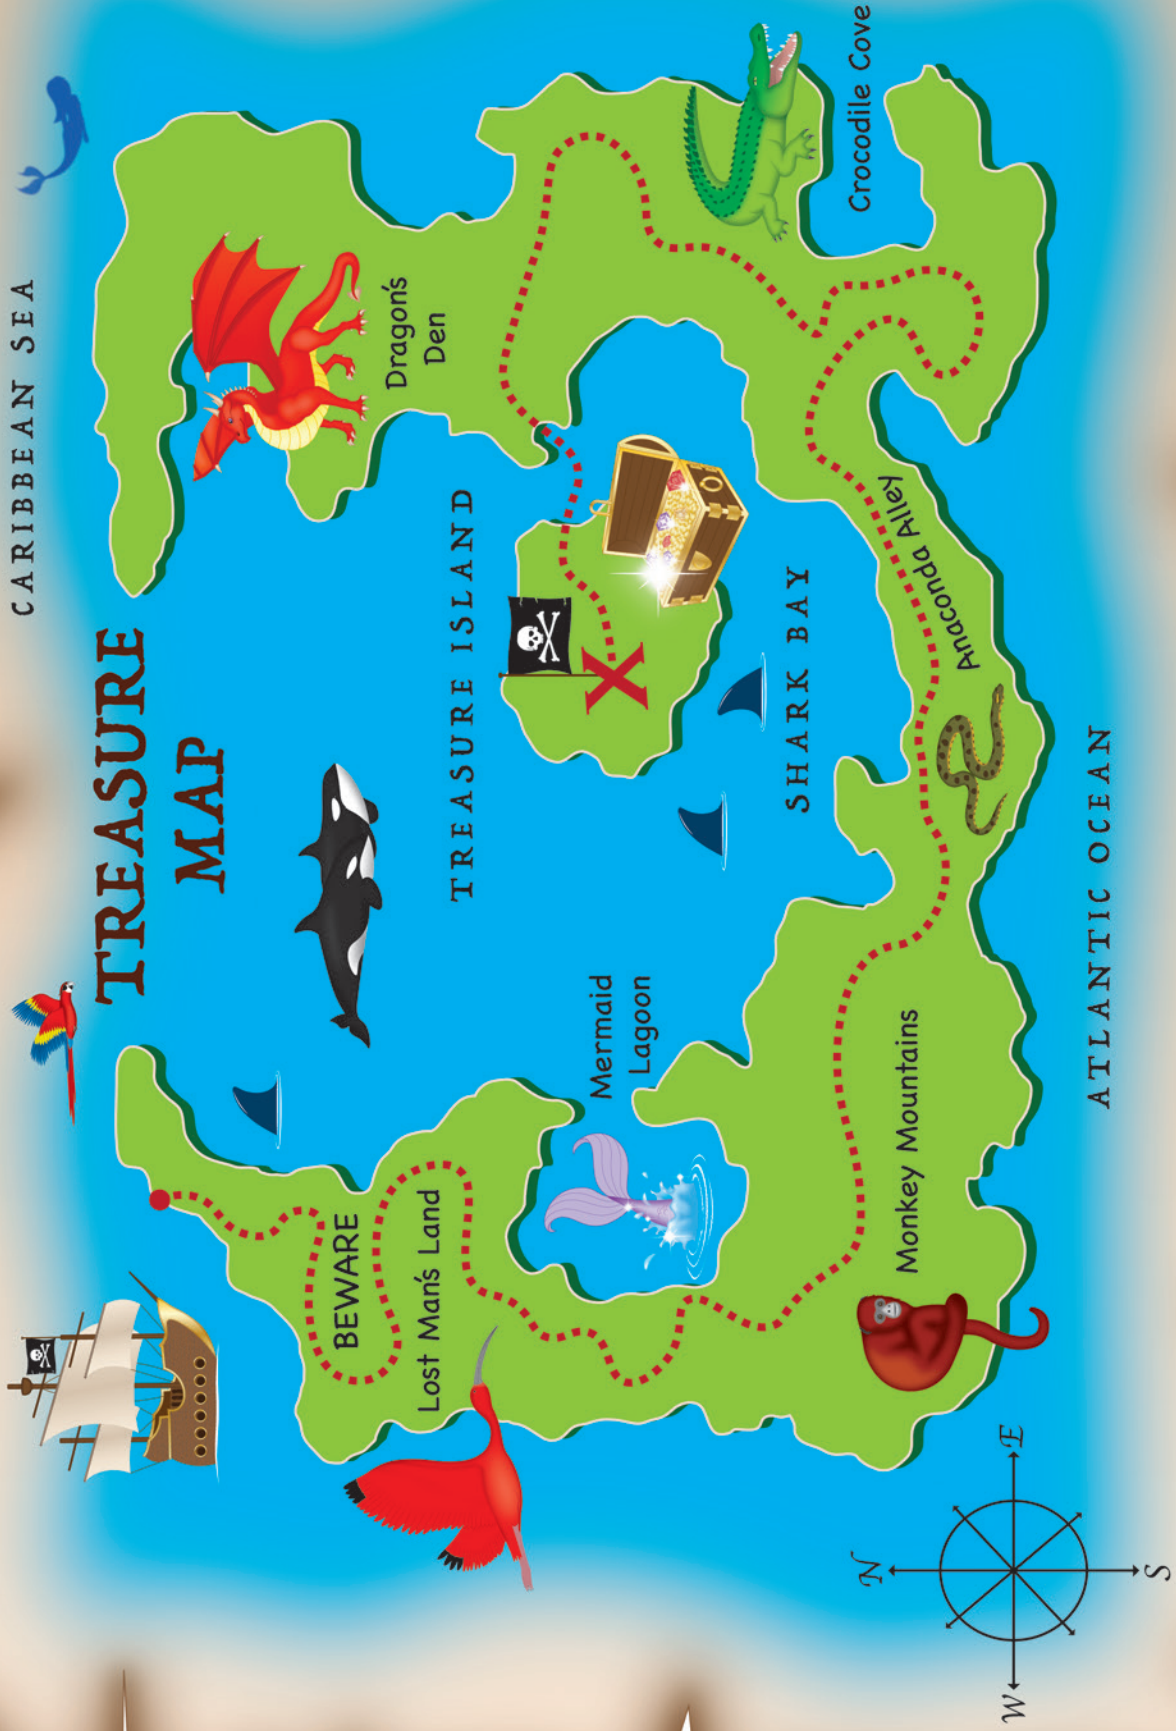 CARIBBEAN SEA
TREASURE
MAP
BEWARE
Lost Man's Land
Dragon's
Den
TREASURE ISLAND
X
Mermaid
Lagoon
SHARK BAY
Crocodile Cove
Monkey Mountains
Anaconda Alley
ATLANTIC OCEAN
N
W
E
S